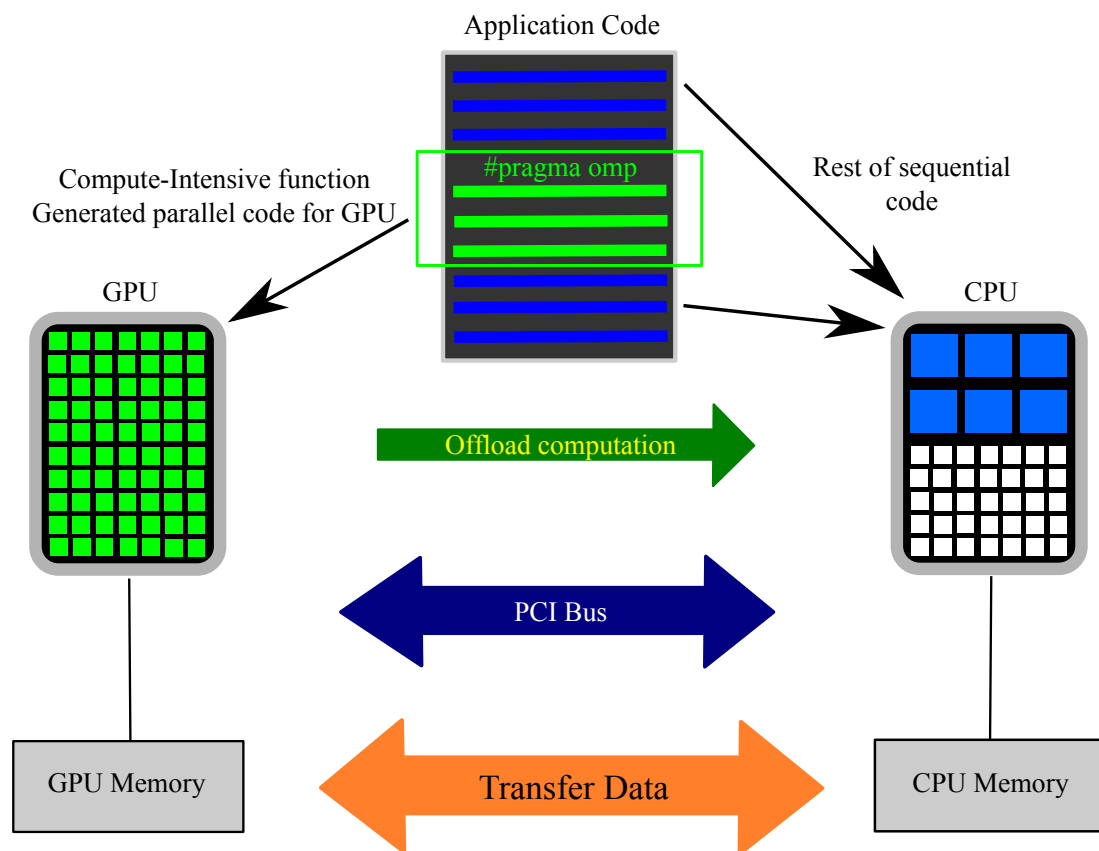 Application Code
#pragma omp
Compute-Intensive function
Generated parallel code for GPU
Rest of sequential
code
GPU
CPU
Offload computation
PCI Bus
GPU Memory
Transfer Data
CPU Memory